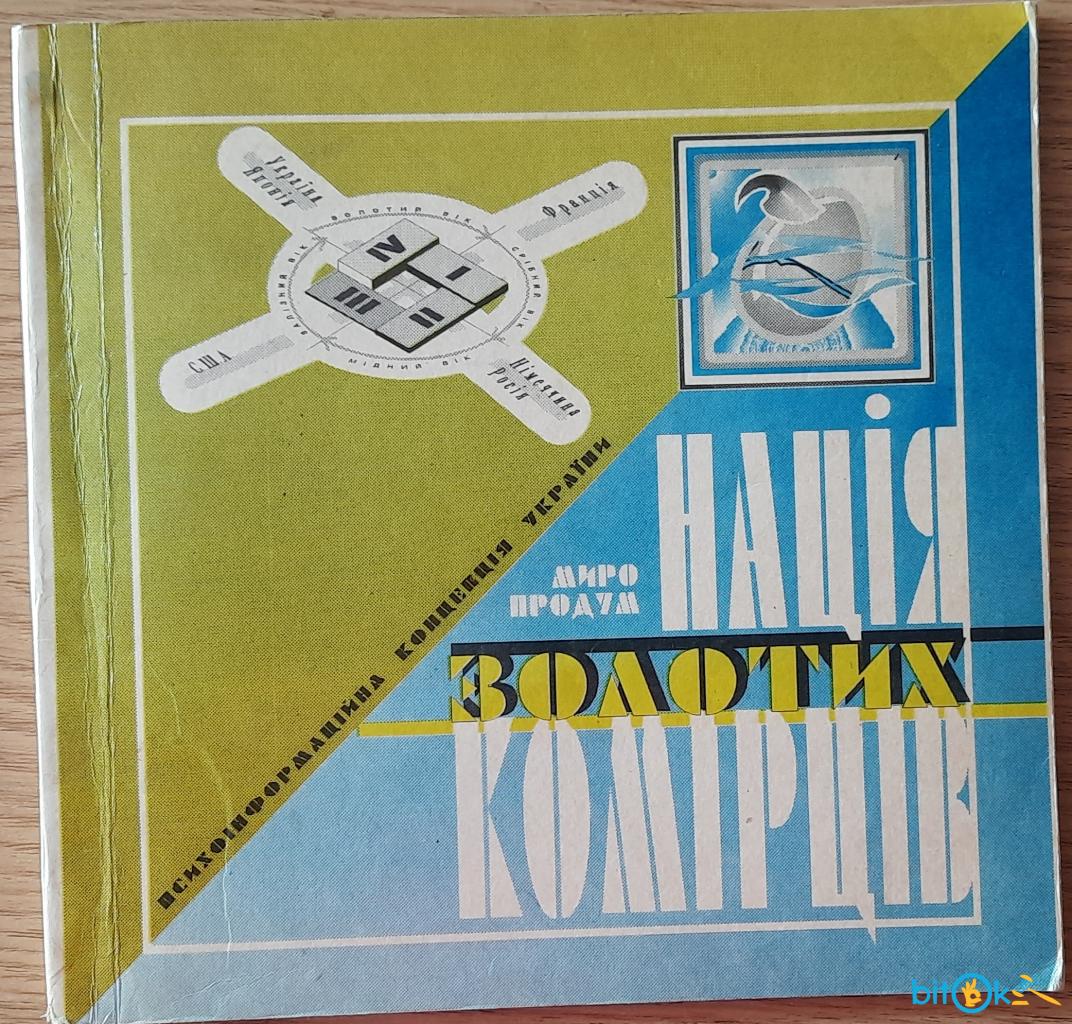 Україна
Японія
Франція
ЗОЛОТИЙ ВІК
СРІБНИЙ ВІК
ЗАЛІЗНИЙ ВІК
МІДНИЙ ВІК
IV
I
III
II
США
Німеччина
Росія
ПСИХОІНФОРМАЦІЙНА КОНЦЕПЦІЯ УКРАЇНИ
МИРО
ПРОДУМ
НАЦІЯ
ЗОЛОТИХ
КОМІРЦІВ
bitOk